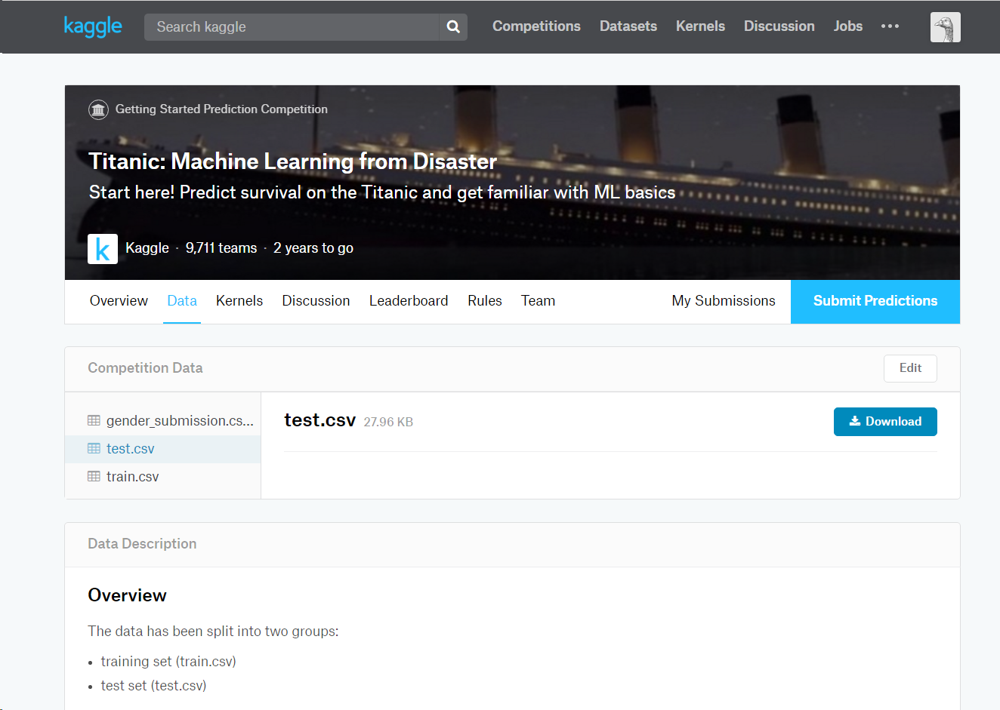 kaggle
Search kaggle
Competitions Datasets Kernels Discussion Jobs
Getting Started Prediction Competition
Titanic: Machine Learning from Disaster
Start here! Predict survival on the Titanic and get familiar with ML basics
k
Kaggle · 9,711 teams · 2 years to go
Overview Data Kernels Discussion Leaderboard Rules Team My Submissions Submit Predictions
Competition Data Edit
gender_submission.cs...
test.csv
train.csv
test.csv 27.96 KB Download
Data Description
Overview
The data has been split into two groups:
• training set (train.csv)
• test set (test.csv)